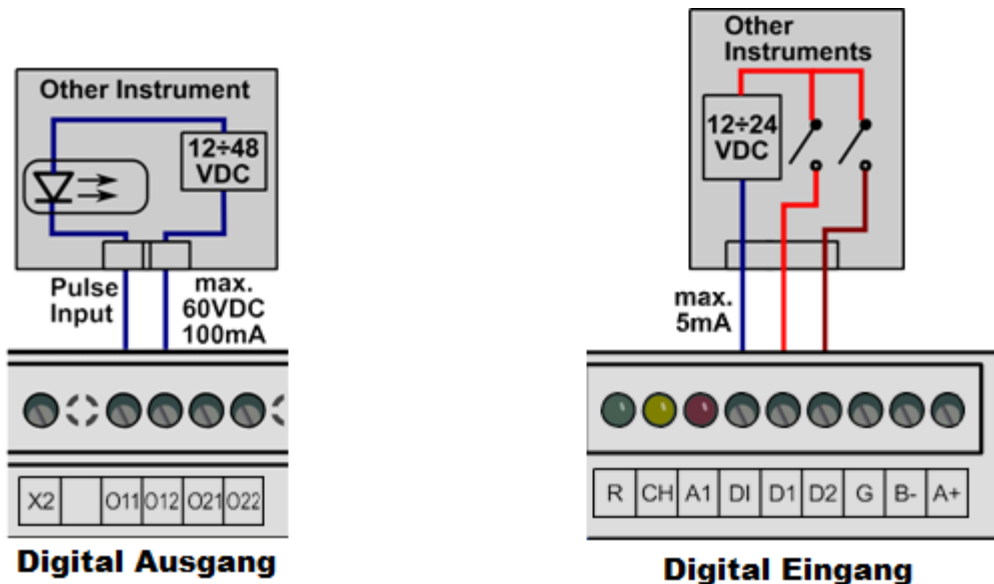 Other Instrument
12÷48
VDC
Pulse
Input
max.
60VDC
100mA
X2 O11 O12 O21 O22
Digital Ausgang
Other
Instruments
12÷24
VDC
max.
5mA
R CH A1 DI D1 D2 G B- A+
Digital Eingang